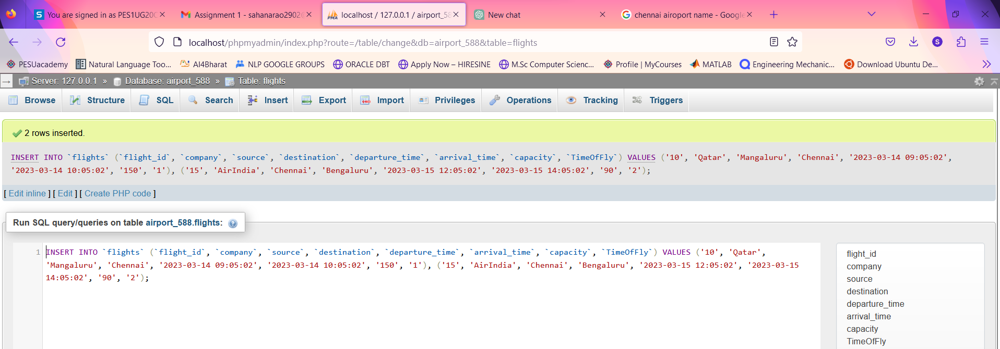 You are signed in as PES1UG20C
Assignment 1 - sahanarao2902
localhost / 127.0.0.1 / airport_58
New chat
chennai airoport name - Google
localhost/phpmyadmin/index.php?route=/table/change&db=airport_588&table=flights
PESUacademy
Natural Language Too...
AI4Bharat
NLP GOOGLE GROUPS
ORACLE DBT
Apply Now – HIRESINE
M.Sc Computer Scienc...
Profile | MyCourses
MATLAB
Engineering Mechanic...
Download Ubuntu De...
Server: 127.0.0.1 » Database: airport_588 » Table: flights
Browse
Structure
SQL
Search
Insert
Export
Import
Privileges
Operations
Tracking
Triggers
2 rows inserted.
INSERT INTO `flights` (`flight_id`, `company`, `source`, `destination`, `departure_time`, `arrival_time`, `capacity`, `TimeOfFly`) VALUES ('10', 'Qatar', 'Mangaluru', 'Chennai', '2023-03-14 09:05:02',
'2023-03-14 10:05:02', '150', '1'), ('15', 'AirIndia', 'Chennai', 'Bengaluru', '2023-03-15 12:05:02', '2023-03-15 14:05:02', '90', '2');
[ Edit inline ] [ Edit ] [ Create PHP code ]
Run SQL query/queries on table airport_588.flights:
1
INSERT INTO `flights` (`flight_id`, `company`, `source`, `destination`, `departure_time`, `arrival_time`, `capacity`, `TimeOfFly`) VALUES ('10', 'Qatar',
'Mangaluru', 'Chennai', '2023-03-14 09:05:02', '2023-03-14 10:05:02', '150', '1'), ('15', 'AirIndia', 'Chennai', 'Bengaluru', '2023-03-15 12:05:02', '2023-03-15
14:05:02', '90', '2');
flight_id
company
source
destination
departure_time
arrival_time
capacity
TimeOfFly